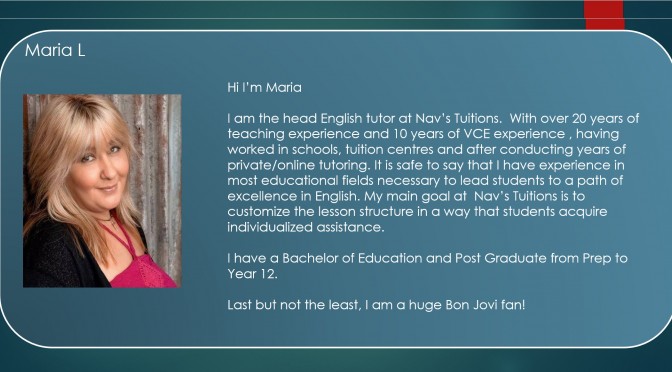 Maria L
Hi I'm Maria
I am the head English tutor at Nav's Tuitions.  With over 20 years of
teaching experience and 10 years of VCE experience , having
worked in schools, tuition centres and after conducting years of
private/online tutoring. It is safe to say that I have experience in
most educational fields necessary to lead students to a path of
excellence in English. My main goal at  Nav's Tuitions is to
customize the lesson structure in a way that students acquire
individualized assistance.
I have a Bachelor of Education and Post Graduate from Prep to
Year 12.
Last but not the least, I am a huge Bon Jovi fan!